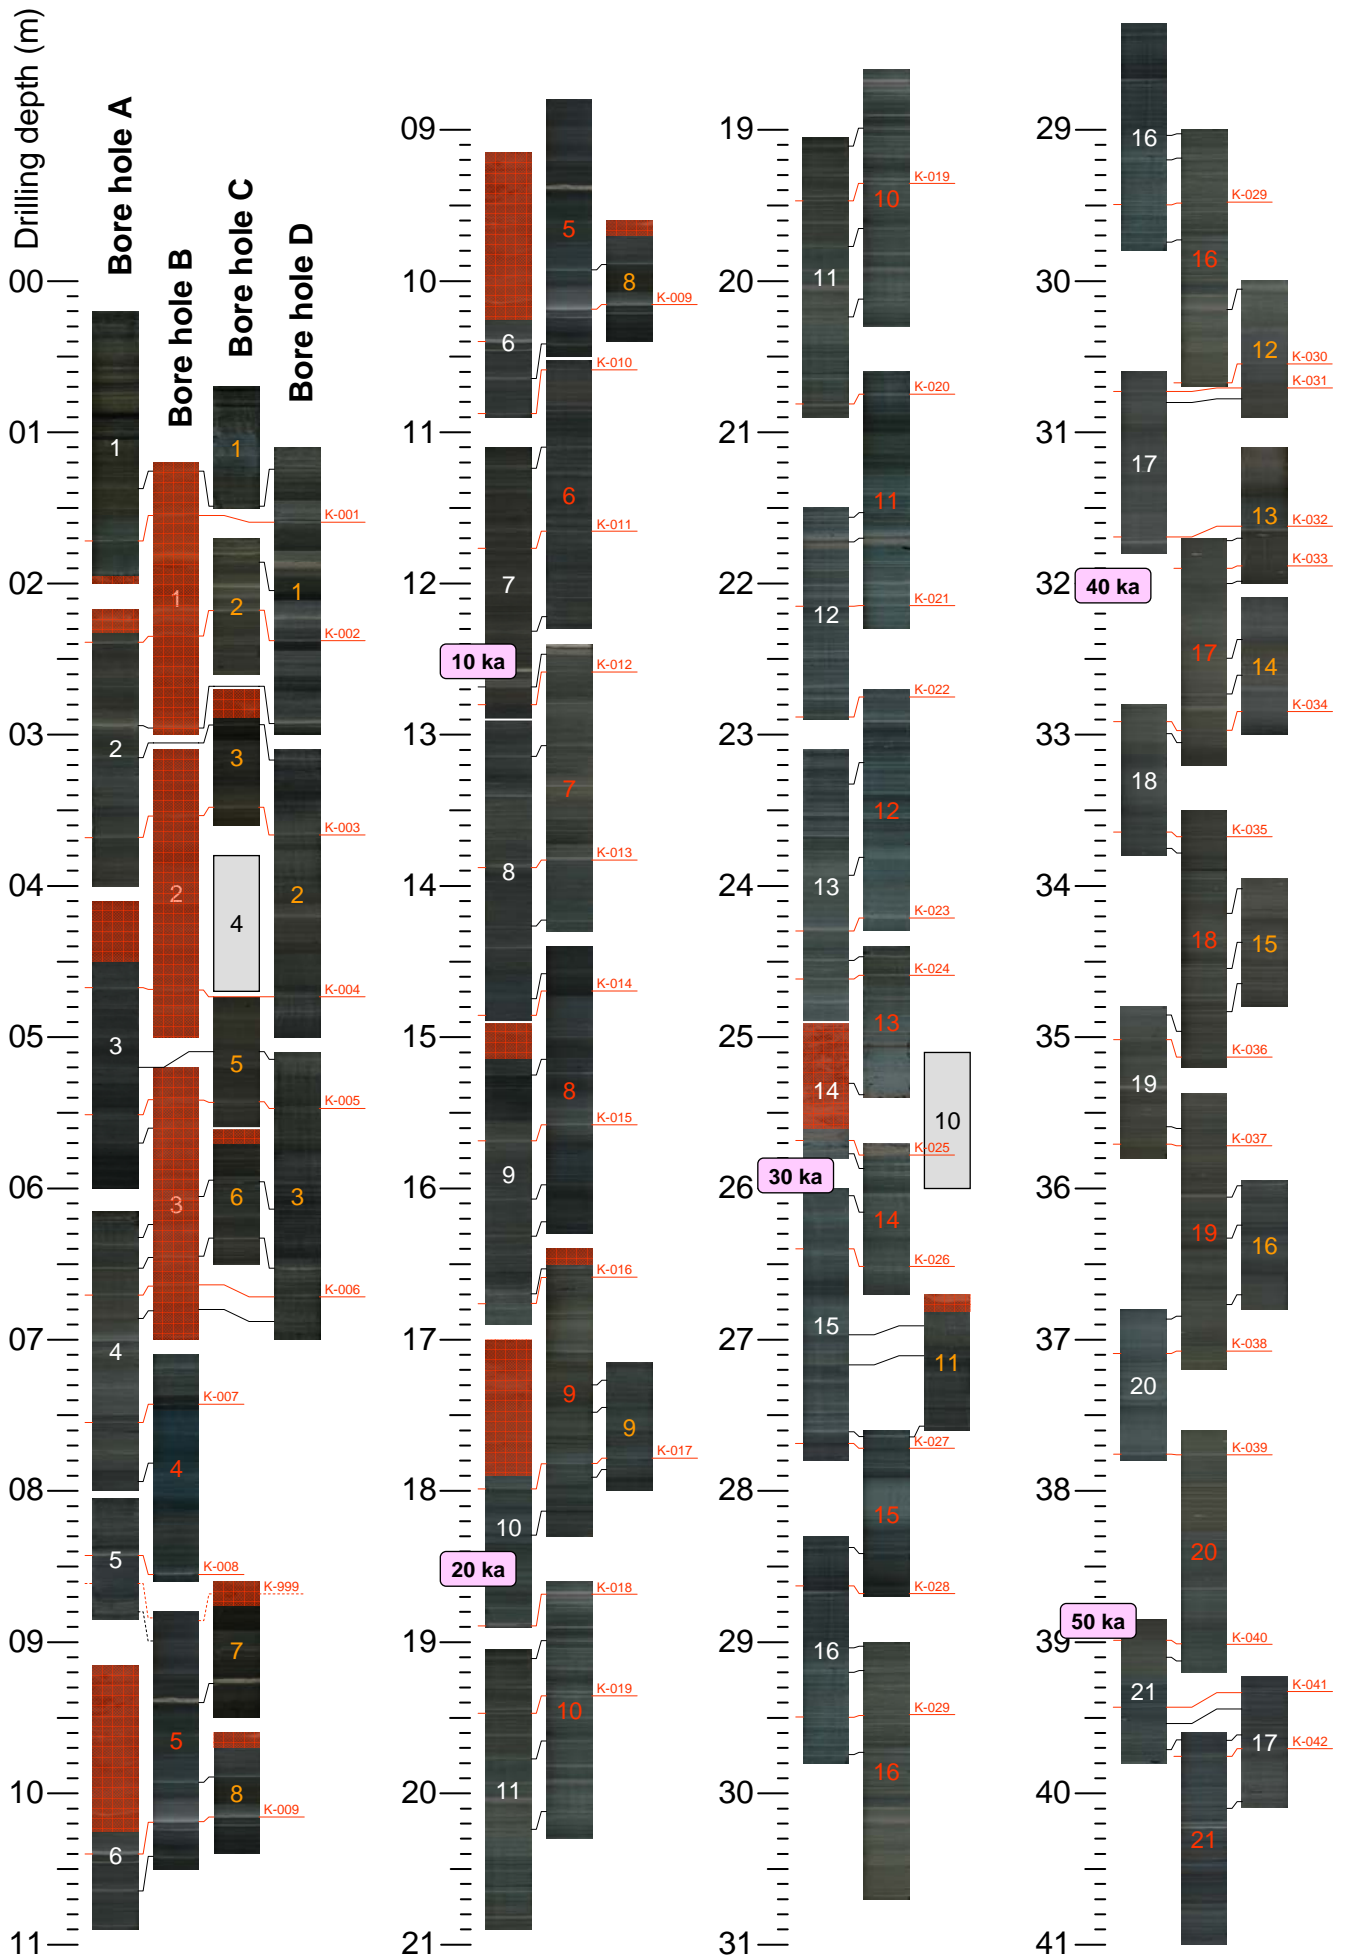 Drilling depth (m)
Bore hole A
Bore hole B
Bore hole C
Bore hole D
00
01
02
03
04
05
06
07
08
09
10
11
1
2
3
4
5
6
1
2
3
4
5
1
2
3
4
5
6
7
8
1
2
3
K-001
K-002
K-003
K-004
K-005
K-006
K-007
K-008
K-999
K-009
09
10
11
12
13
14
15
16
17
18
19
20
21
10 ka
20 ka
6
7
8
9
10
11
5
6
7
8
9
10
8
9
K-009
K-010
K-011
K-012
K-013
K-014
K-015
K-016
K-017
K-018
K-019
19
20
21
22
23
24
25
26
27
28
29
30
31
30 ka
11
12
13
14
15
16
10
11
12
13
14
15
16
10
11
K-019
K-020
K-021
K-022
K-023
K-024
K-025
K-026
K-027
K-028
K-029
29
30
31
32
33
34
35
36
37
38
39
40
41
40 ka
50 ka
16
17
18
19
20
21
16
17
18
19
20
21
12
13
14
15
16
17
K-029
K-030
K-031
K-032
K-033
K-034
K-035
K-036
K-037
K-038
K-039
K-040
K-041
K-042